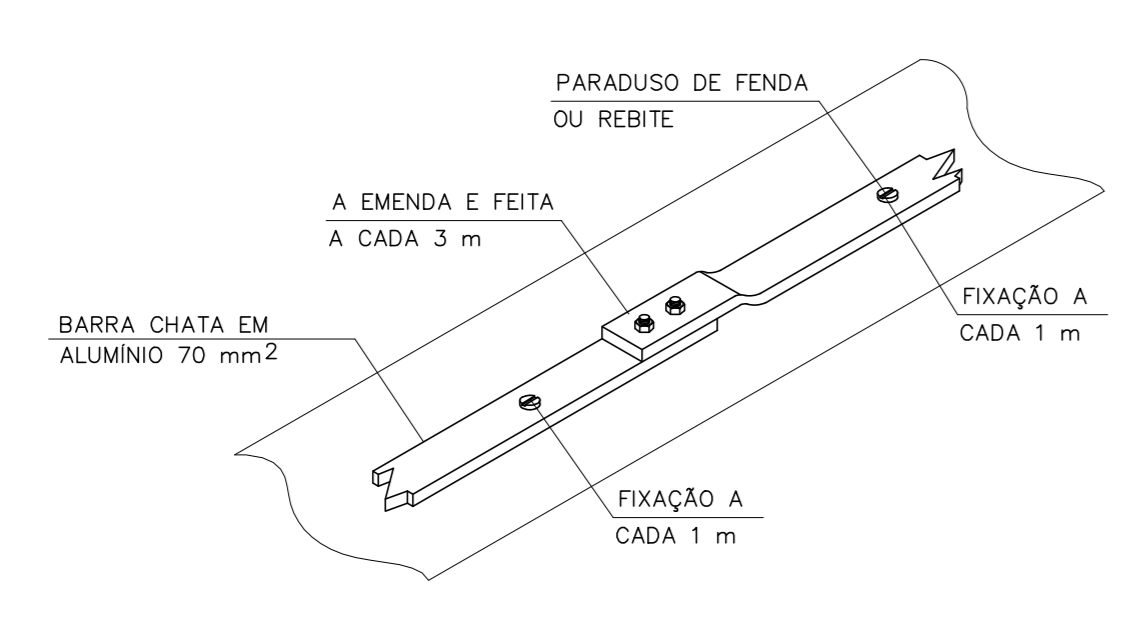 PARADUSO DE FENDA
OU REBITE
A EMENDA E FEITA
A CADA 3 m
BARRA CHATA EM
ALUMÍNIO 70 mm2
FIXAÇÃO A
CADA 1 m
FIXAÇÃO A
CADA 1 m